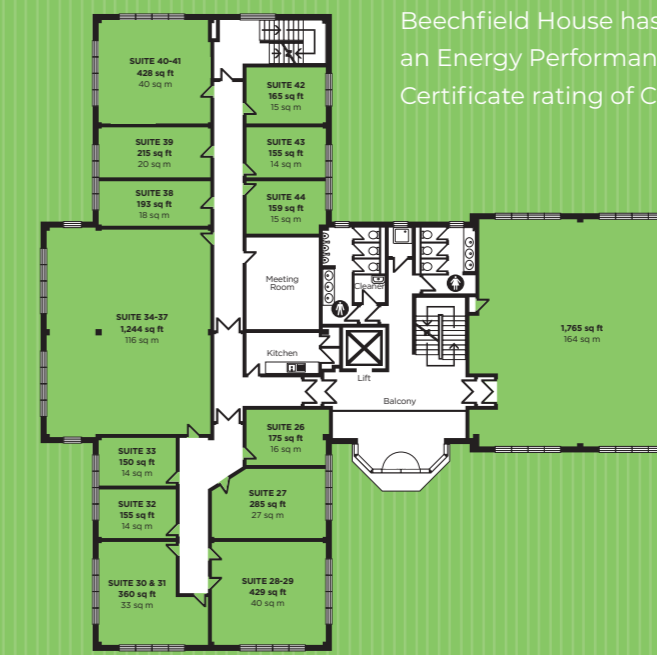 Beechfield House has
an Energy Performan
Certificate rating of C
SUITE 40-41
428 sq ft
40 sq m
SUITE 42
165 sq ft
15 sq m
SUITE 39
215 sq ft
20 sq m
SUITE 43
155 sq ft
14 sq m
SUITE 38
193 sq ft
18 sq m
SUITE 44
159 sq ft
15 sq m
Meeting
Room
Cleaner
SUITE 34-37
1,244 sq ft
116 sq m
1,765 sq ft
164 sq m
Kitchen
Lift
Balcony
SUITE 26
175 sq ft
16 sq m
SUITE 33
150 sq ft
14 sq m
SUITE 27
285 sq ft
27 sq m
SUITE 32
155 sq ft
14 sq m
SUITE 30 & 31
360 sq ft
33 sq m
SUITE 28-29
429 sq ft
40 sq m